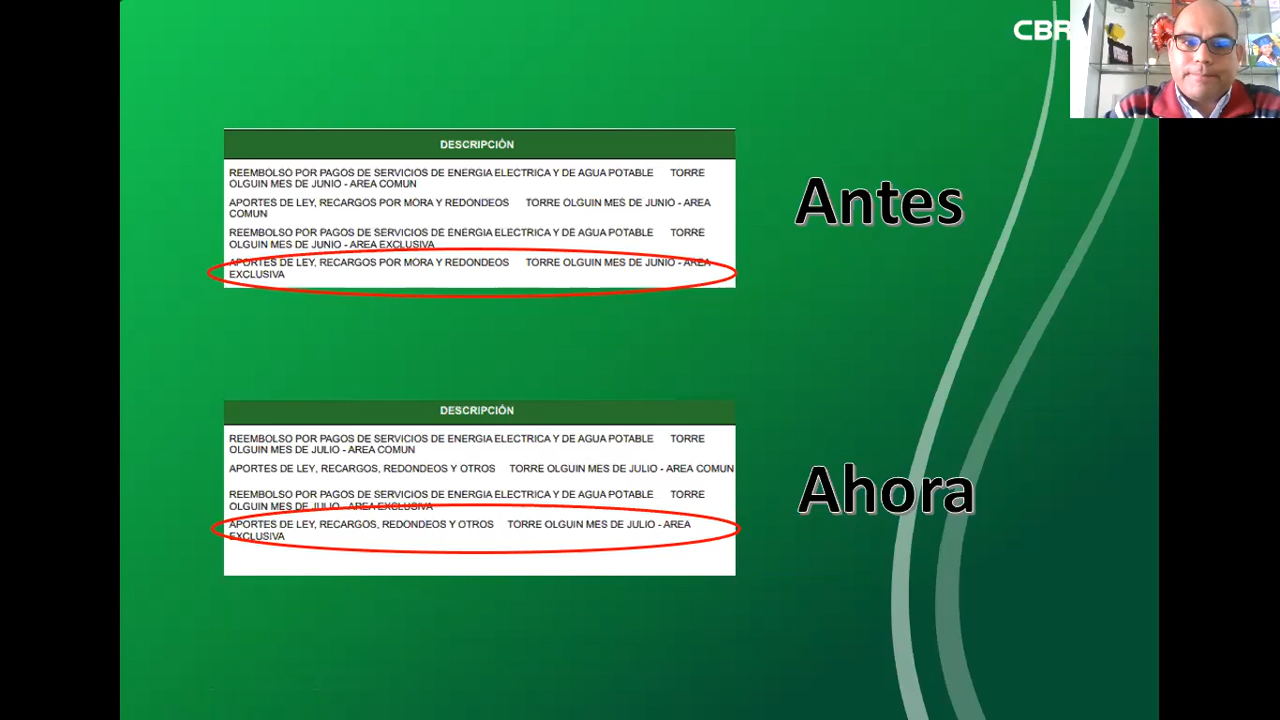 CBR
DESCRIPCIÓN
REEMBOLSO POR PAGOS DE SERVICIOS DE ENERGIA ELECTRICA Y DE AGUA POTABLE TORRE
OLGUIN MES DE JUNIO - AREA COMUN
APORTES DE LEY, RECARGOS POR MORA Y REDONDEOS TORRE OLGUIN MES DE JUNIO - AREA
COMUN
REEMBOLSO POR PAGOS DE SERVICIOS DE ENERGIA ELECTRICA Y DE AGUA POTABLE TORRE
OLGUIN MES DE JUNIO - AREA EXCLUSIVA
APORTES DE LEY, RECARGOS POR MORA Y REDONDEOS TORRE OLGUIN MES DE JUNIO - AREA
EXCLUSIVA
Antes
DESCRIPCIÓN
REEMBOLSO POR PAGOS DE SERVICIOS DE ENERGIA ELECTRICA Y DE AGUA POTABLE TORRE
OLGUIN MES DE JULIO - AREA COMUN
APORTES DE LEY, RECARGOS, REDONDEOS Y OTROS TORRE OLGUIN MES DE JULIO - AREA COMUN
REEMBOLSO POR PAGOS DE SERVICIOS DE ENERGIA ELECTRICA Y DE AGUA POTABLE TORRE
OLGUIN MES DE JULIO - AREA EXCLUSIVA
APORTES DE LEY, RECARGOS, REDONDEOS Y OTROS TORRE OLGUIN MES DE JULIO - AREA
EXCLUSIVA
Ahora